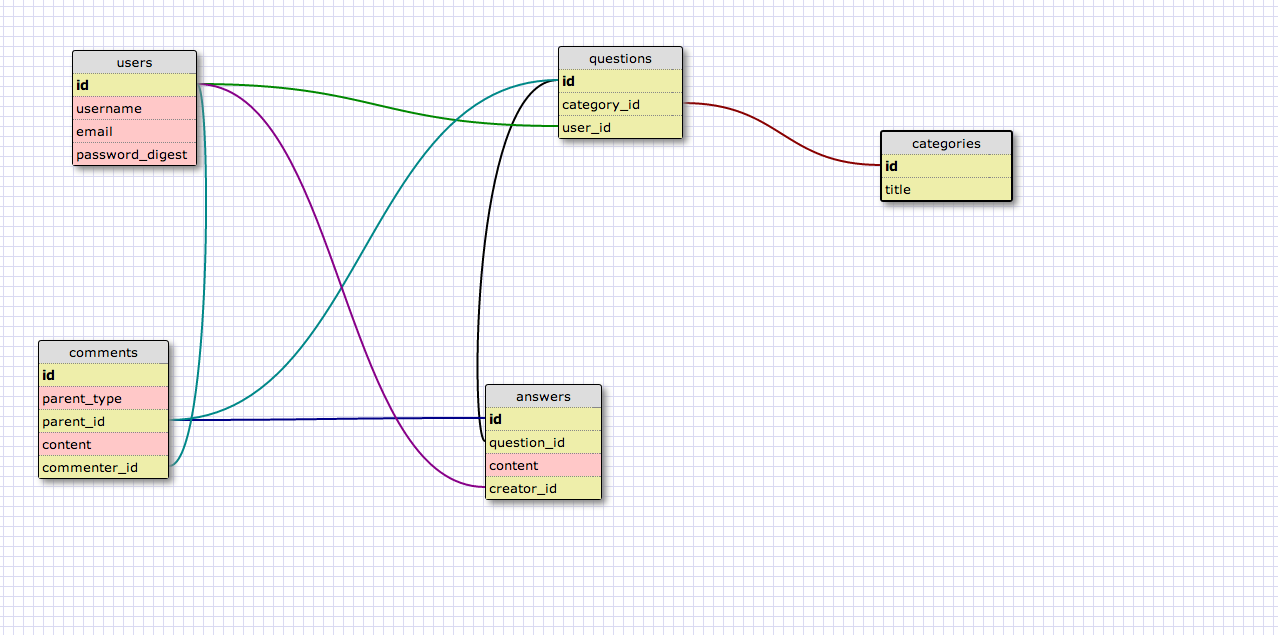 users
id
username
email
password_digest
questions
id
category_id
user_id
categories
id
title
comments
id
parent_type
parent_id
content
commenter_id
answers
id
question_id
content
creator_id